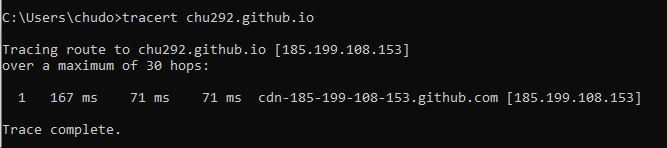 C:\Users\chudo>tracert chu292.github.io
Tracing route to chu292.github.io [185.199.108.153]
over a maximum of 30 hops:
1 167 ms 71 ms 71 ms cdn-185-199-108-153.github.com [185.199.108.153]
Trace complete.